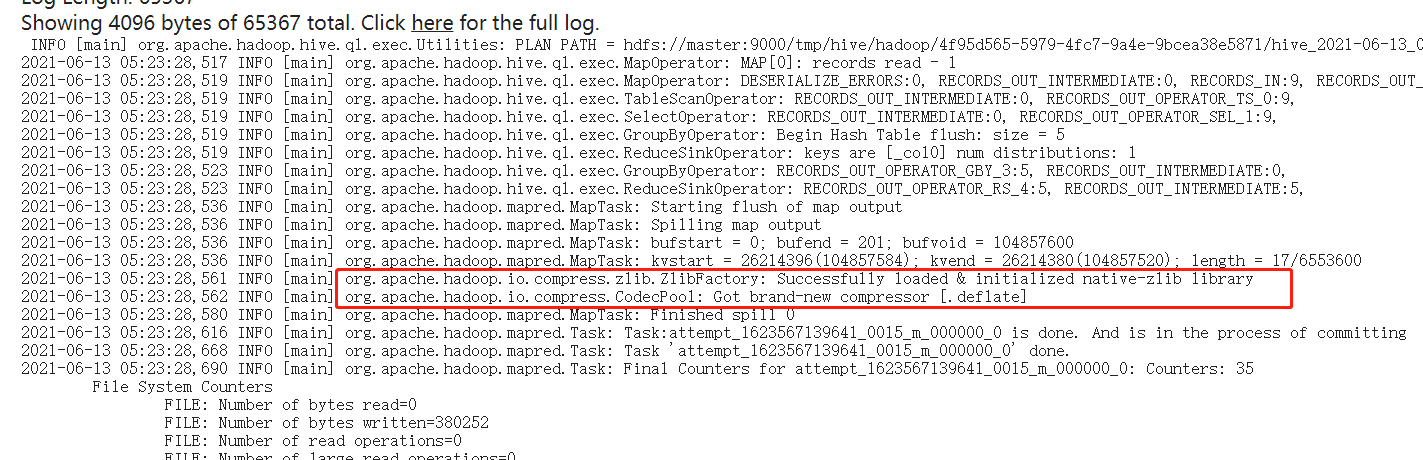 Showing 4096 bytes of 65367 total. Click here for the full log.
INFO [main] org.apache.hadoop.hive.ql.exec.Utilities: PLAN PATH = hdfs://master:9000/tmp/hive/hadoop/4f95d565-5979-4fc7-9a4e-9bcea38e5871/hive_2021-06-13_0
2021-06-13 05:23:28,517 INFO [main] org.apache.hadoop.hive.ql.exec.MapOperator: MAP[0]: records read - 1
2021-06-13 05:23:28,519 INFO [main] org.apache.hadoop.hive.ql.exec.MapOperator: DESERIALIZE_ERRORS:0, RECORDS_OUT_INTERMEDIATE:0, RECORDS_IN:9, RECORDS_OUT_
2021-06-13 05:23:28,519 INFO [main] org.apache.hadoop.hive.ql.exec.TableScanOperator: RECORDS_OUT_INTERMEDIATE:0, RECORDS_OUT_OPERATOR_TS_0:9,
2021-06-13 05:23:28,519 INFO [main] org.apache.hadoop.hive.ql.exec.SelectOperator: RECORDS_OUT_INTERMEDIATE:0, RECORDS_OUT_OPERATOR_SEL_1:9,
2021-06-13 05:23:28,519 INFO [main] org.apache.hadoop.hive.ql.exec.GroupByOperator: Begin Hash Table flush: size = 5
2021-06-13 05:23:28,519 INFO [main] org.apache.hadoop.hive.ql.exec.ReduceSinkOperator: keys are [_col0] num distributions: 1
2021-06-13 05:23:28,523 INFO [main] org.apache.hadoop.hive.ql.exec.GroupByOperator: RECORDS_OUT_OPERATOR_GBY_3:5, RECORDS_OUT_INTERMEDIATE:0,
2021-06-13 05:23:28,523 INFO [main] org.apache.hadoop.hive.ql.exec.ReduceSinkOperator: RECORDS_OUT_OPERATOR_RS_4:5, RECORDS_OUT_INTERMEDIATE:5,
2021-06-13 05:23:28,536 INFO [main] org.apache.hadoop.mapred.MapTask: Starting flush of map output
2021-06-13 05:23:28,536 INFO [main] org.apache.hadoop.mapred.MapTask: Spilling map output
2021-06-13 05:23:28,536 INFO [main] org.apache.hadoop.mapred.MapTask: bufstart = 0; bufend = 201; bufvoid = 104857600
2021-06-13 05:23:28,536 INFO [main] org.apache.hadoop.mapred.MapTask: kvstart = 26214396(104857584); kvend = 26214380(104857520); length = 17/6553600
2021-06-13 05:23:28,561 INFO [main] org.apache.hadoop.io.compress.zlib.ZlibFactory: Successfully loaded & initialized native-zlib library
2021-06-13 05:23:28,562 INFO [main] org.apache.hadoop.io.compress.CodecPool: Got brand-new compressor [.deflate]
2021-06-13 05:23:28,580 INFO [main] org.apache.hadoop.mapred.MapTask: Finished spill 0
2021-06-13 05:23:28,616 INFO [main] org.apache.hadoop.mapred.Task: Task:attempt_1623567139641_0015_m_000000_0 is done. And is in the process of committing
2021-06-13 05:23:28,668 INFO [main] org.apache.hadoop.mapred.Task: Task 'attempt_1623567139641_0015_m_000000_0' done.
2021-06-13 05:23:28,690 INFO [main] org.apache.hadoop.mapred.Task: Final Counters for attempt_1623567139641_0015_m_000000_0: Counters: 35
File System Counters
FILE: Number of bytes read=0
FILE: Number of bytes written=380252
FILE: Number of read operations=0
FILE: Number of large read operations=0